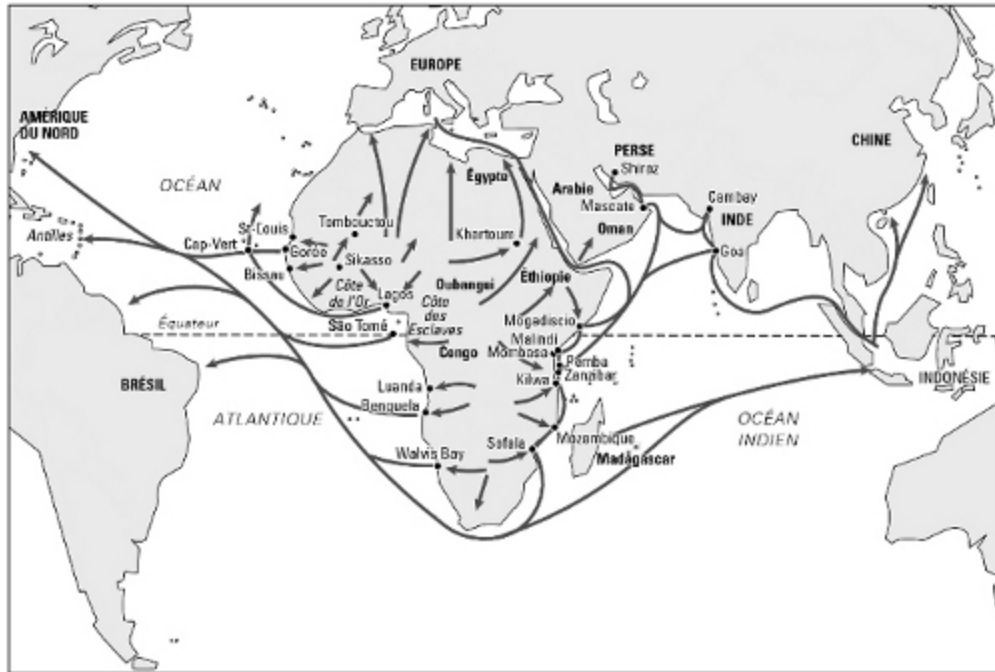 EUROPE
AMÉRIQUE
DU NORD
CHINE
PERSE
Shiraz
OCÉAN
Égypte
Arabie
Mascate
Cambay
INDE
Tombouctou
St-Louis
Oman
Antilles
Cap-Vert
Gorée
Khartoum
Goa
Sikasso
Bissau
Éthiopie
Côte
de l'Or
Oubangui
Lagos
Côte
des
Esclaves
Mogadiscio
Équateur
São Tomé
Malindi
Mombasa
Congo
Pemba
Zanzibar
BRÉSIL
Luanda
Kilwa
INDONÉSIE
Benguela
ATLANTIQUE
OCÉAN
INDIEN
Sofala
Mozambique
Walvis Bay
Madagascar